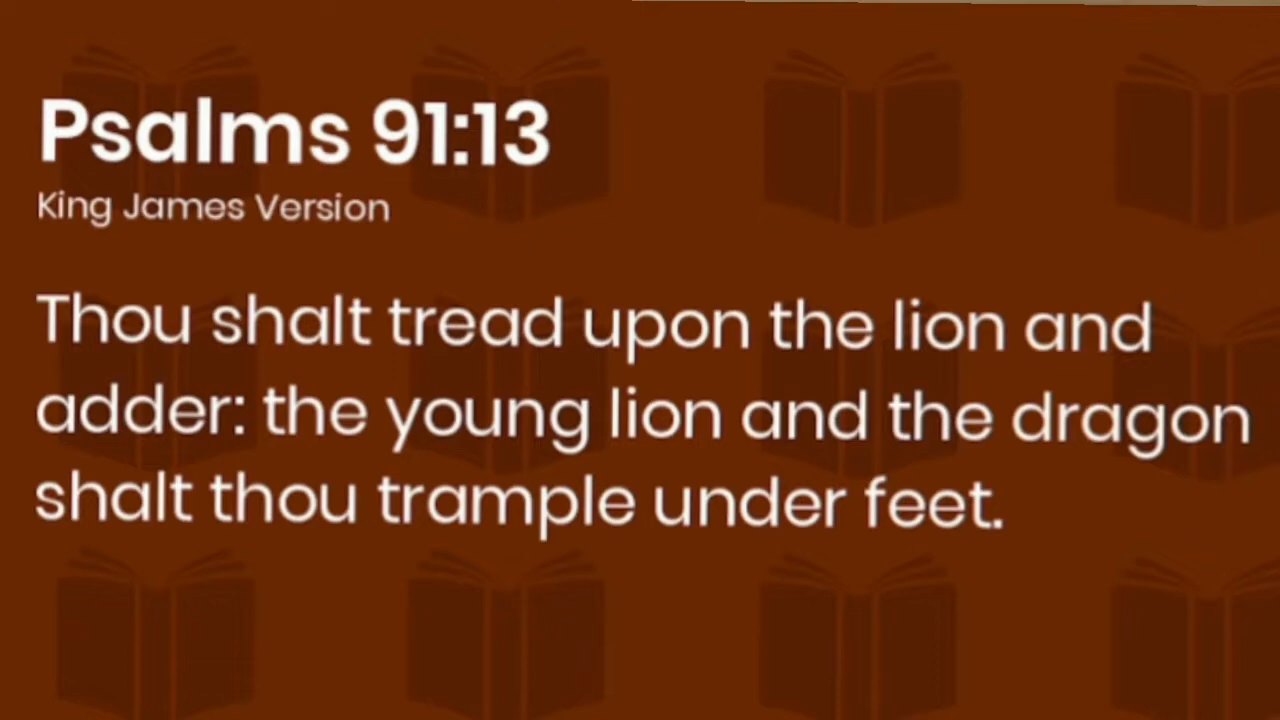 Psalms 91:13
King James Version
Thou shalt tread upon the lion and
adder: the young lion and the dragon
shalt thou trample under feet.